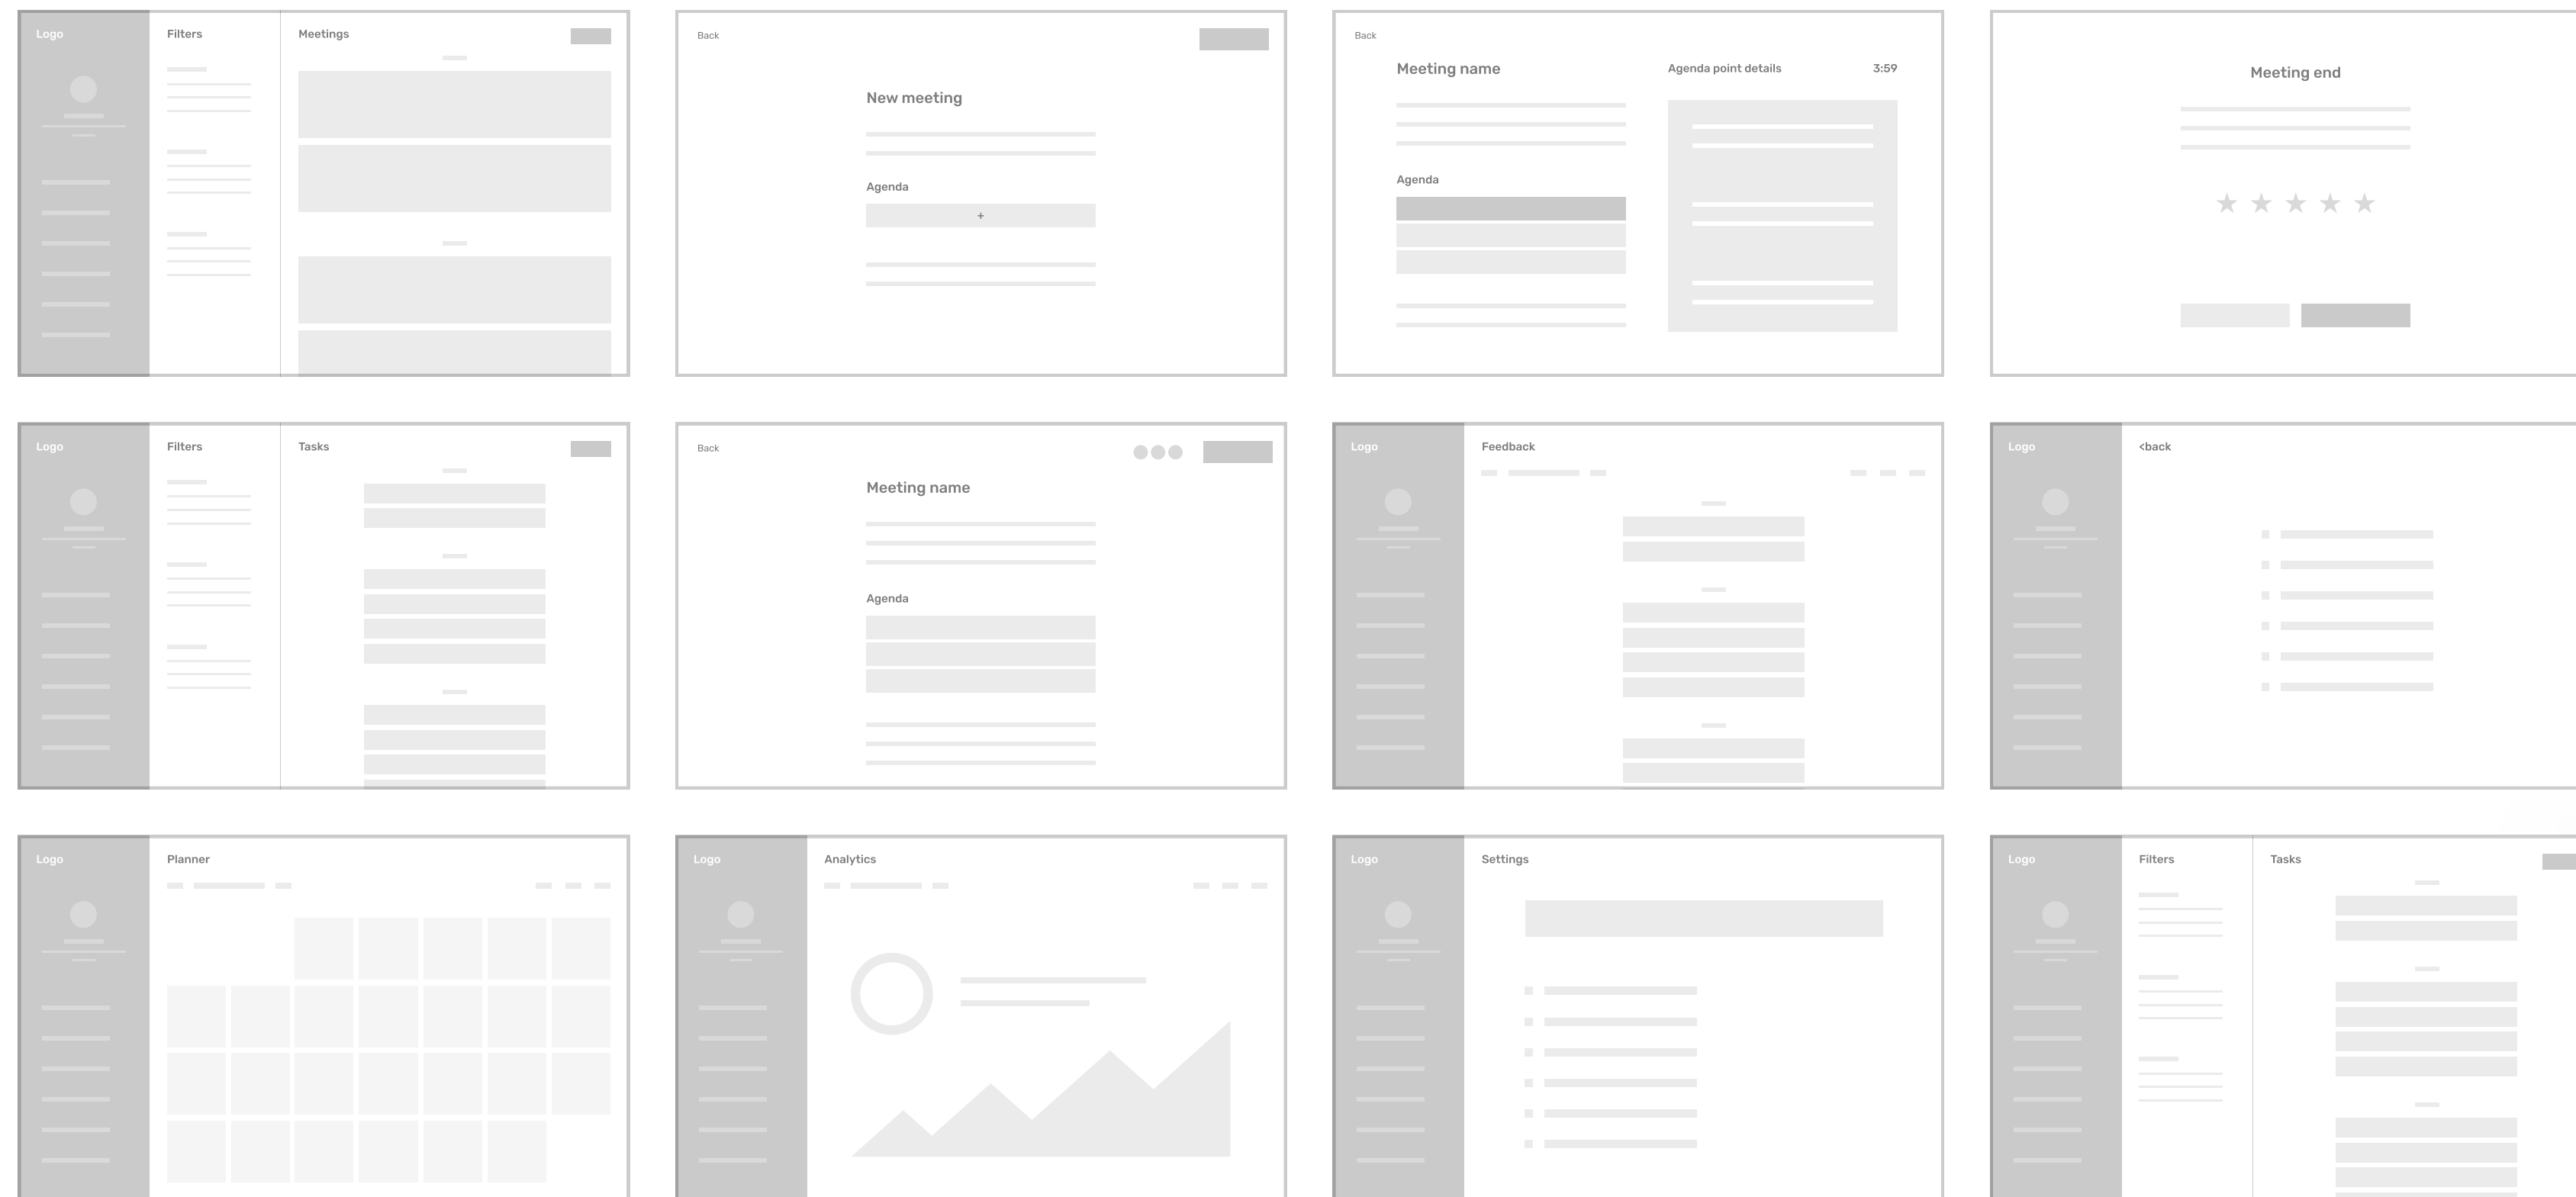 Logo
Filters
Meetings
Back
New meeting
Agenda
+
Back
Meeting name
Agenda
Agenda point details
3:59
Meeting end
Logo
Filters
Tasks
Back
Meeting name
Agenda
Logo
Feedback
Logo
<back
Logo
Planner
Logo
Analytics
Logo
Settings
Logo
Filters
Tasks